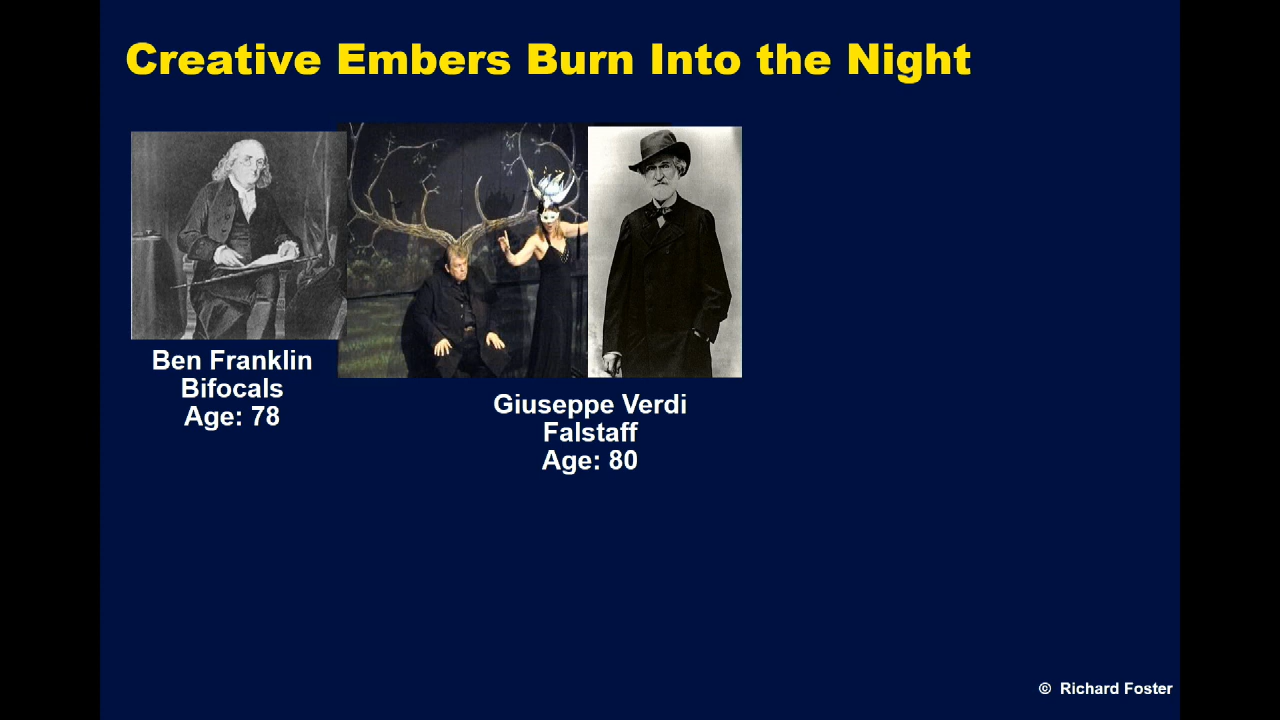 Creative Embers Burn Into the Night
Ben Franklin
Bifocals
Age: 78
Giuseppe Verdi
Falstaff
Age: 80
© Richard Foster